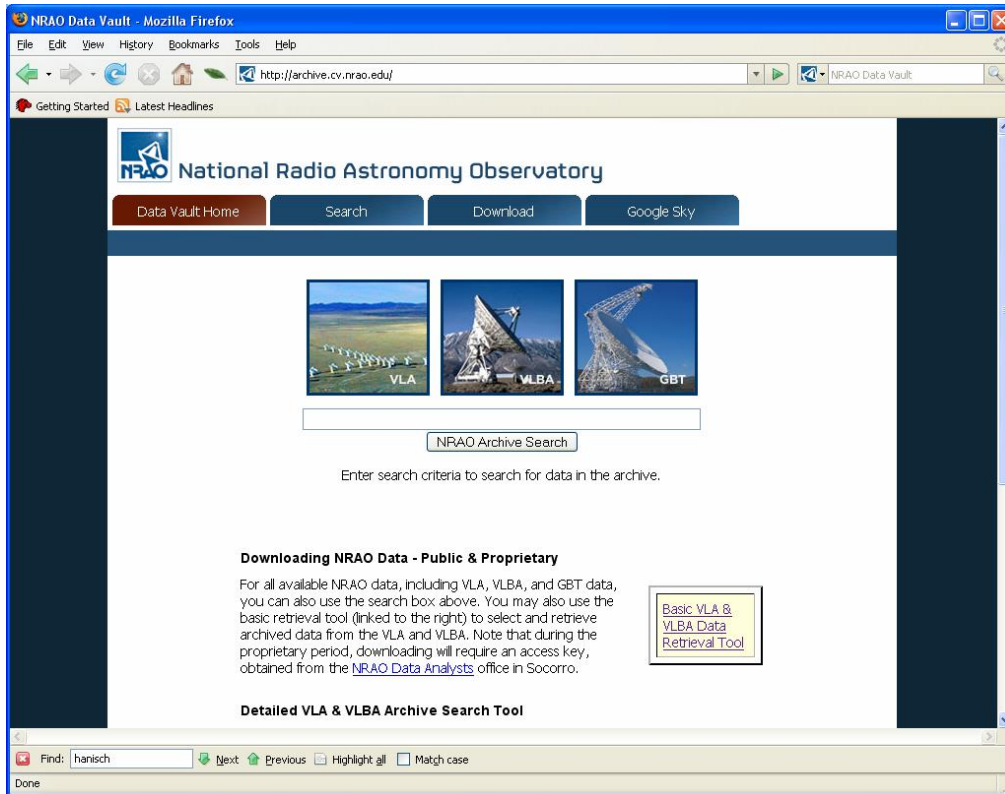 NRAO Data Vault - Mozilla Firefox
File Edit View History Bookmarks Tools Help
http://archive.cv.nrao.edu/
NRAO Data Vault
Getting Started Latest Headlines
NRAO National Radio Astronomy Observatory
Data Vault Home Search Download Google Sky
VLA VLBA GBT
NRAO Archive Search
Enter search criteria to search for data in the archive.
Downloading NRAO Data - Public & Proprietary
For all available NRAO data, including VLA, VLBA, and GBT data,
you can also use the search box above. You may also use the
basic retrieval tool (linked to the right) to select and retrieve
archived data from the VLA and VLBA. Note that during the
proprietary period, downloading will require an access key,
obtained from the NRAO Data Analysts office in Socorro.
Basic VLA &
VLBA Data
Retrieval Tool
Detailed VLA & VLBA Archive Search Tool
Find: hanisch Next Previous Highlight all Match case
Done